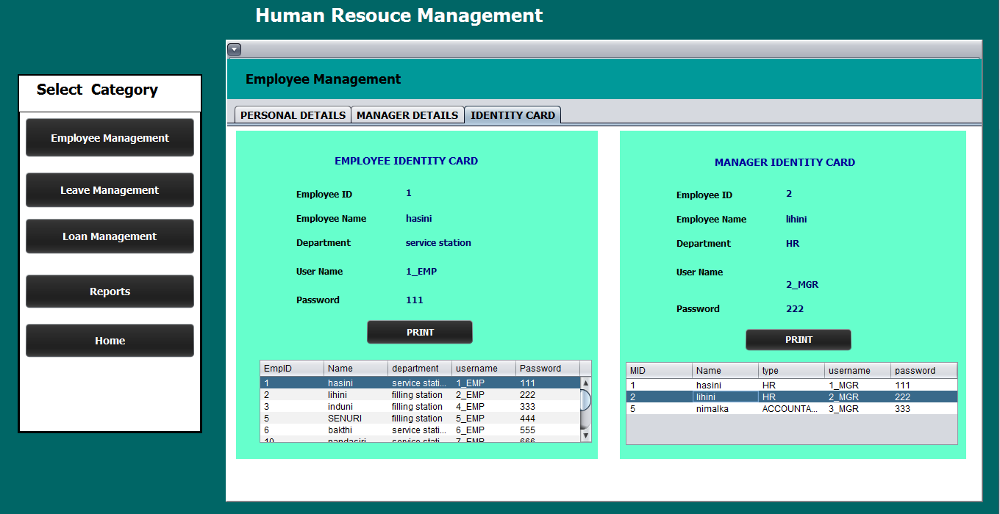 Human Resouce Management
Select Category
Employee Management
Leave Management
Loan Management
Reports
Home
Employee Management
PERSONAL DETAILS MANAGER DETAILS IDENTITY CARD
EMPLOYEE IDENTITY CARD
Employee ID 1
Employee Name hasini
Department service station
User Name 1_EMP
Password 111
PRINT
EmpID Name department username Password
1 hasini service stati... 1_EMP 111
2 lihini filling station 2_EMP 222
3 induni filling station 4_EMP 333
5 SENURI filling station 5_EMP 444
6 bakthi service stati... 6_EMP 555
10 nandasiri service stati... 7_EMP 666
MANAGER IDENTITY CARD
Employee ID 2
Employee Name lihini
Department HR
User Name
2_MGR
Password 222
PRINT
MID Name type username password
1 hasini HR 1_MGR 111
2 lihini HR 2_MGR 222
5 nimalka ACCOUNTA... 3_MGR 333